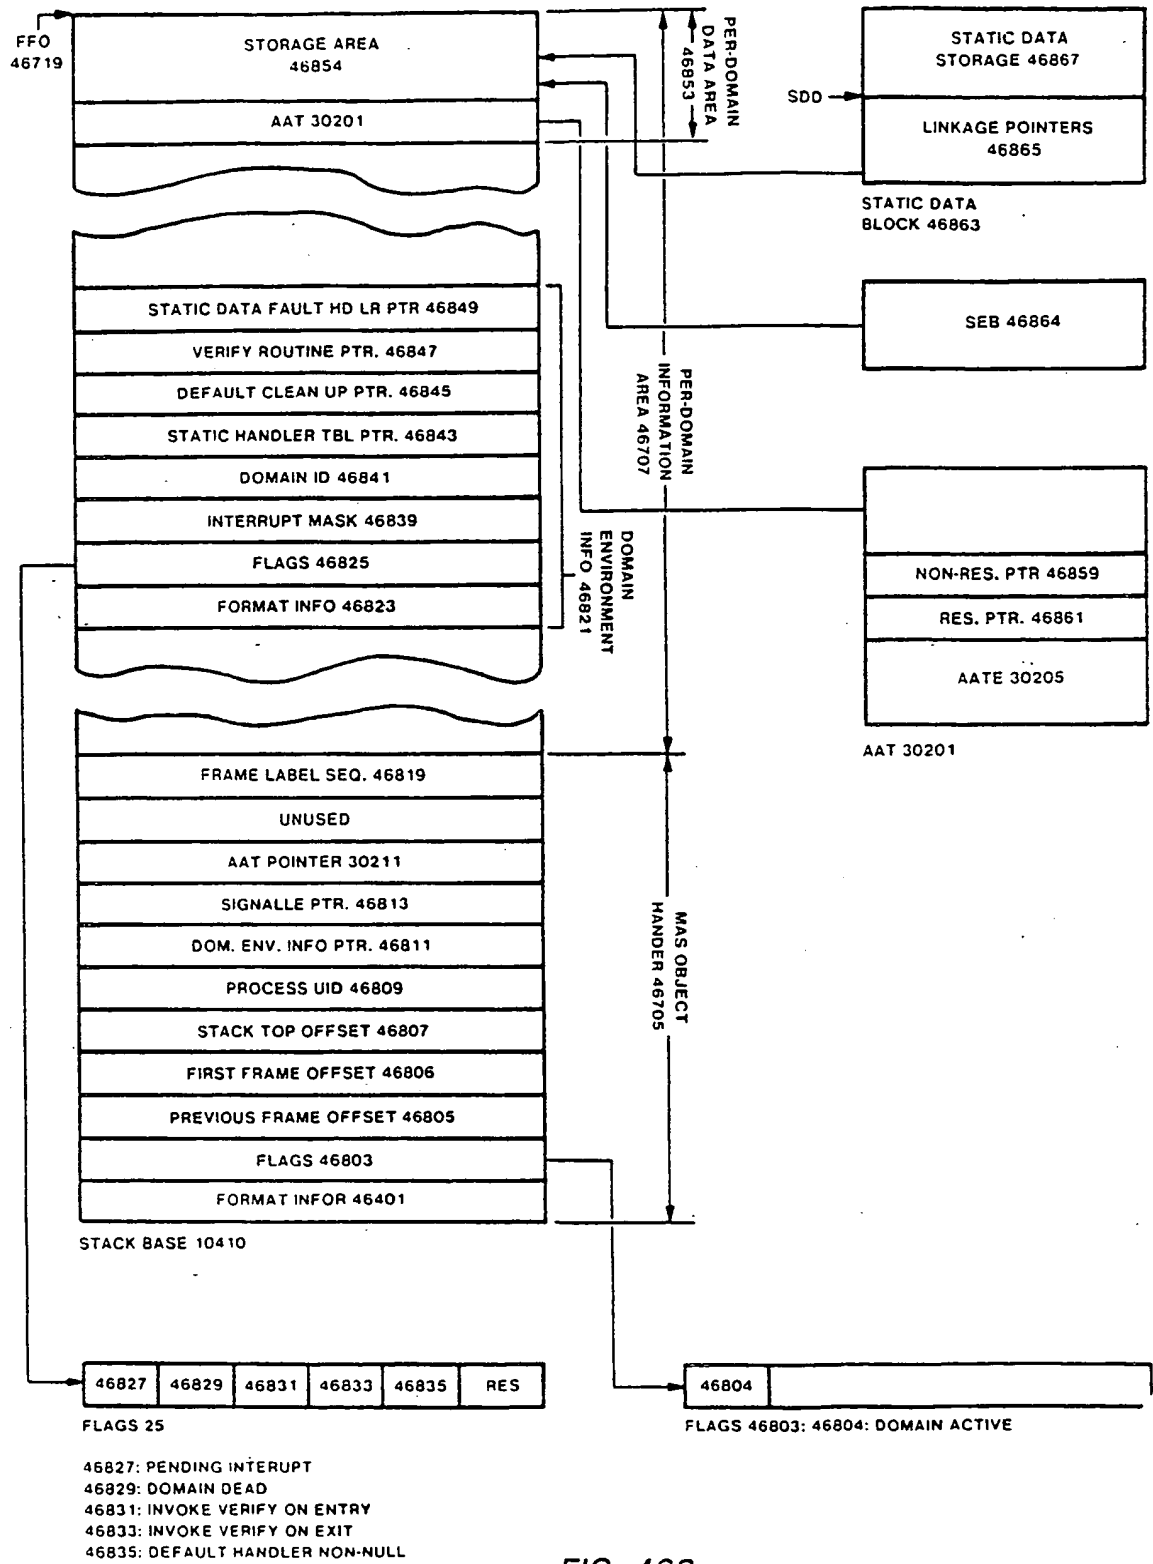 FFO
46719
STORAGE AREA
46854
AAT 30201
PER-DOMAIN
DATA AREA
46853
STATIC DATA
STORAGE 46867
SDD
LINKAGE POINTERS
46865
STATIC DATA
BLOCK 46863
STATIC DATA FAULT HD LR PTR 46849
VERIFY ROUTINE PTR. 46847
DEFAULT CLEAN UP PTR. 46845
STATIC HANDLER TBL PTR. 46843
DOMAIN ID 46841
INTERRUPT MASK 46839
FLAGS 46825
FORMAT INFO 46823
DOMAIN
ENVIRONMENT
INFO 46821
PER-DOMAIN
INFORMATION
AREA 46707
SEB 46864
NON-RES. PTR 46859
RES. PTR. 46861
AATE 30205
AAT 30201
FRAME LABEL SEQ. 46819
UNUSED
AAT POINTER 30211
SIGNALLE PTR. 46813
DOM. ENV. INFO PTR. 46811
PROCESS UID 46809
STACK TOP OFFSET 46807
FIRST FRAME OFFSET 46806
PREVIOUS FRAME OFFSET 46805
FLAGS 46803
FORMAT INFOR 46401
MAS OBJECT
HANDER 46705
STACK BASE 10410
46827 46829 46831 46833 46835 RES
FLAGS 25
46804
FLAGS 46803: 46804: DOMAIN ACTIVE
46827: PENDING INTERUPT
46829: DOMAIN DEAD
46831: INVOKE VERIFY ON ENTRY
46833: INVOKE VERIFY ON EXIT
46835: DEFAULT HANDLER NON-NULL